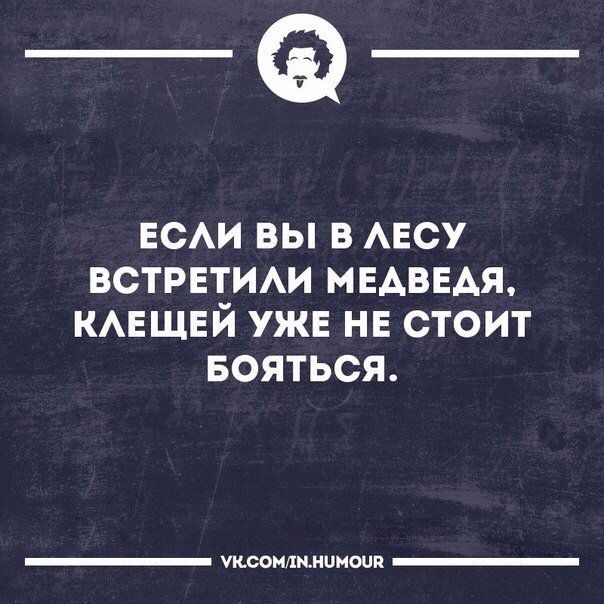 ЕСЛИ ВЫ В ЛЕСУ
ВСТРЕТИЛИ МЕДВЕДЯ,
КЛЕЩЕЙ УЖЕ НЕ СТОИТ
БОЯТЬСЯ.
VK.COM/IN.HUMOUR